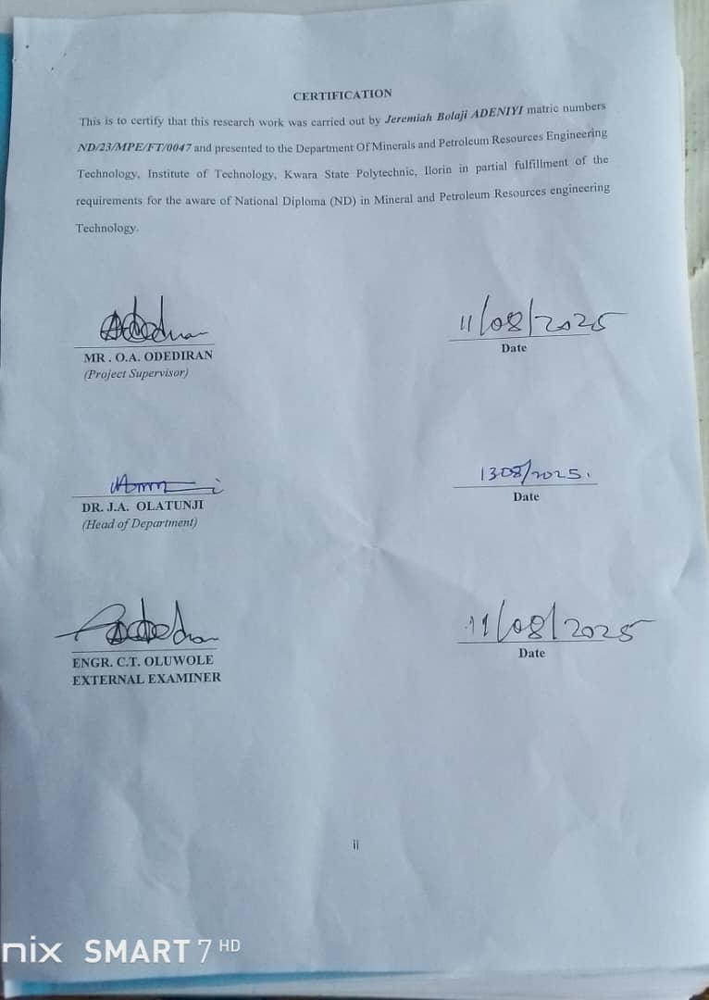 CERTIFICATION
This is to certify that this research work was carried out by Jeremiah Bolaji ADENIYI matric numbers
ND/23/MPE/FT/0047 and presented to the Department Of Minerals and Petroleum Resources Engineering
Technology, Institute of Technology, Kwara State Polytechnic, Ilorin in partial fulfillment of the
requirements for the aware of National Diploma (ND) in Mineral and Petroleum Resources engineering
Technology.
11/08/2025
MR . O.A. ODEDIRAN
Date
(Project Supervisor)
1308/2025.
DR. J.A. OLATUNJI
Date
(Head of Department)
11/08/2025
ENGR. C.T. OLUWOLE
Date
EXTERNAL EXAMINER
ii
nix SMART 7 HD